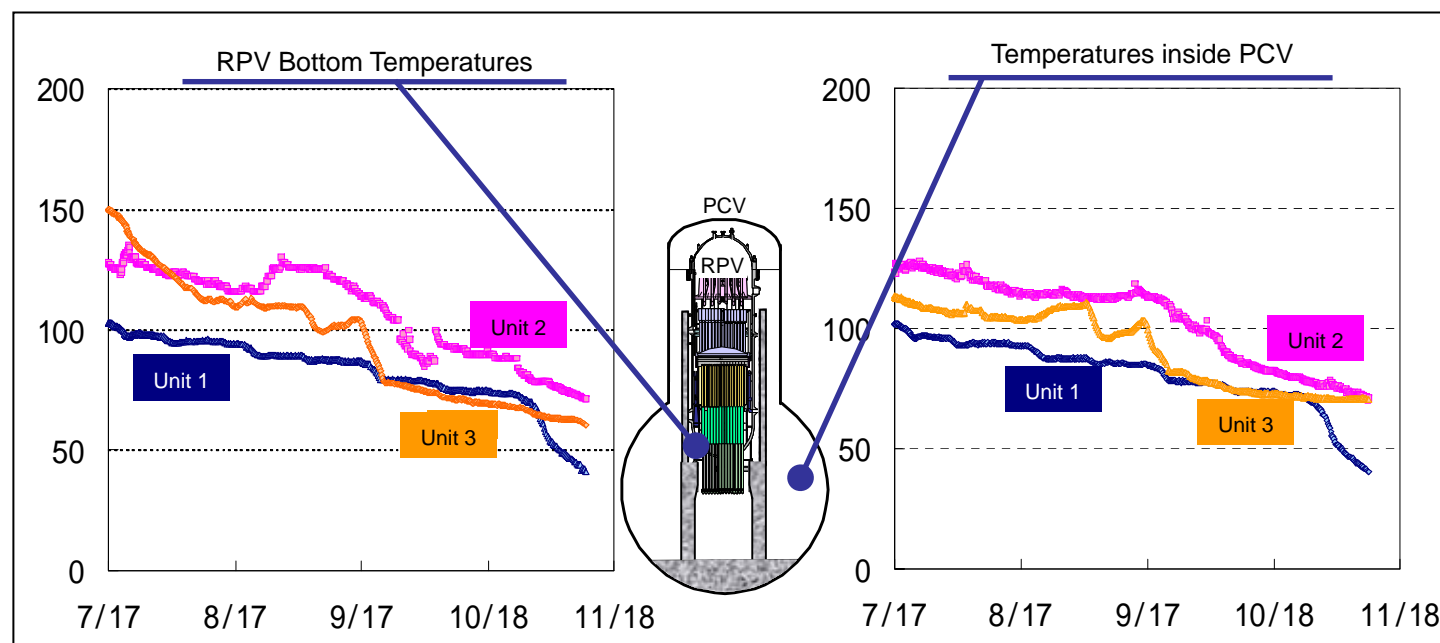 RPV Bottom Temperatures
200
150
100
50
0
7/17 8/17 9/17 10/18 11/18
Unit 2
Unit 1
Unit 3
PCV
RPV
Temperatures inside PCV
200
150
100
50
0
7/17 8/17 9/17 10/18 11/18
Unit 2
Unit 1
Unit 3